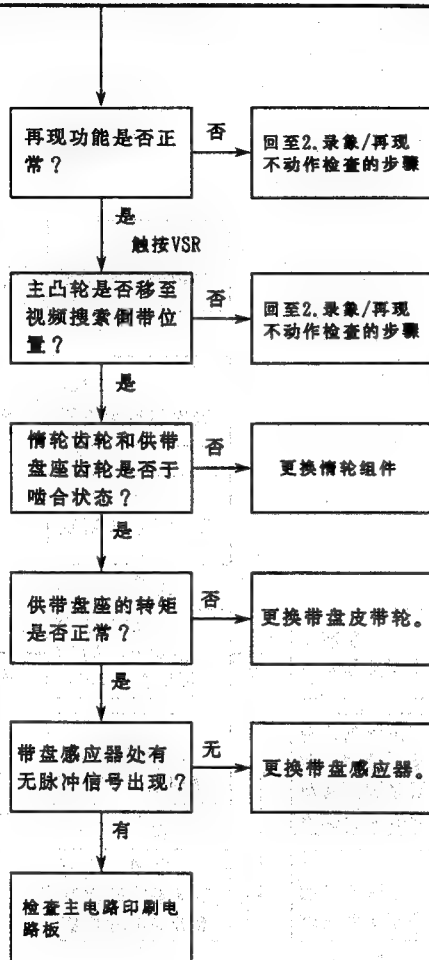 再现功能是否正
常？
否
回至2.录象/再现
不动作检查的步骤
是
触按VSR
主凸轮是否移至
视频搜索倒带位
置？
否
回至2.录象/再现
不动作检查的步骤
是
惰轮齿轮和供带
盘座齿轮是否于
啮合状态？
否
更换惰轮组件
是
供带盘座的转矩
是否正常？
否
更换带盘皮带轮。
是
带盘感应器处有
无脉冲信号出现？
无
更换带盘感应器。
有
检查主电路印刷电
路板